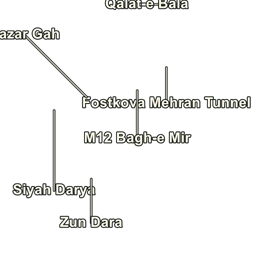 Qalat-e-Bala
azar Gah
Fostkova Mehran Tunnel
M12 Bagh-e Mir
Siyah Darya
Zun Dara